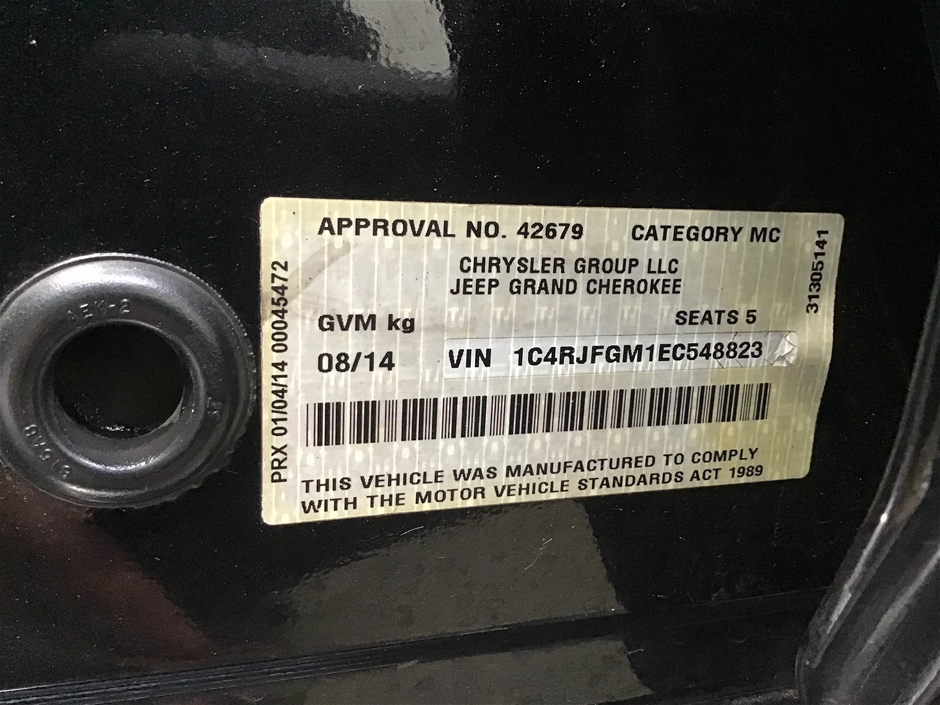 APPROVAL NO. 42679 CATEGORY MC
CHRYSLER GROUP LLC
JEEP GRAND CHEROKEE
GVM kg SEATS 5
08/14 VIN 1C4RJFGM1EC548823
THIS VEHICLE WAS MANUFACTURED TO COMPLY
WITH THE MOTOR VEHICLE STANDARDS ACT 1989
PRX 01/04/14 00045472
31305141